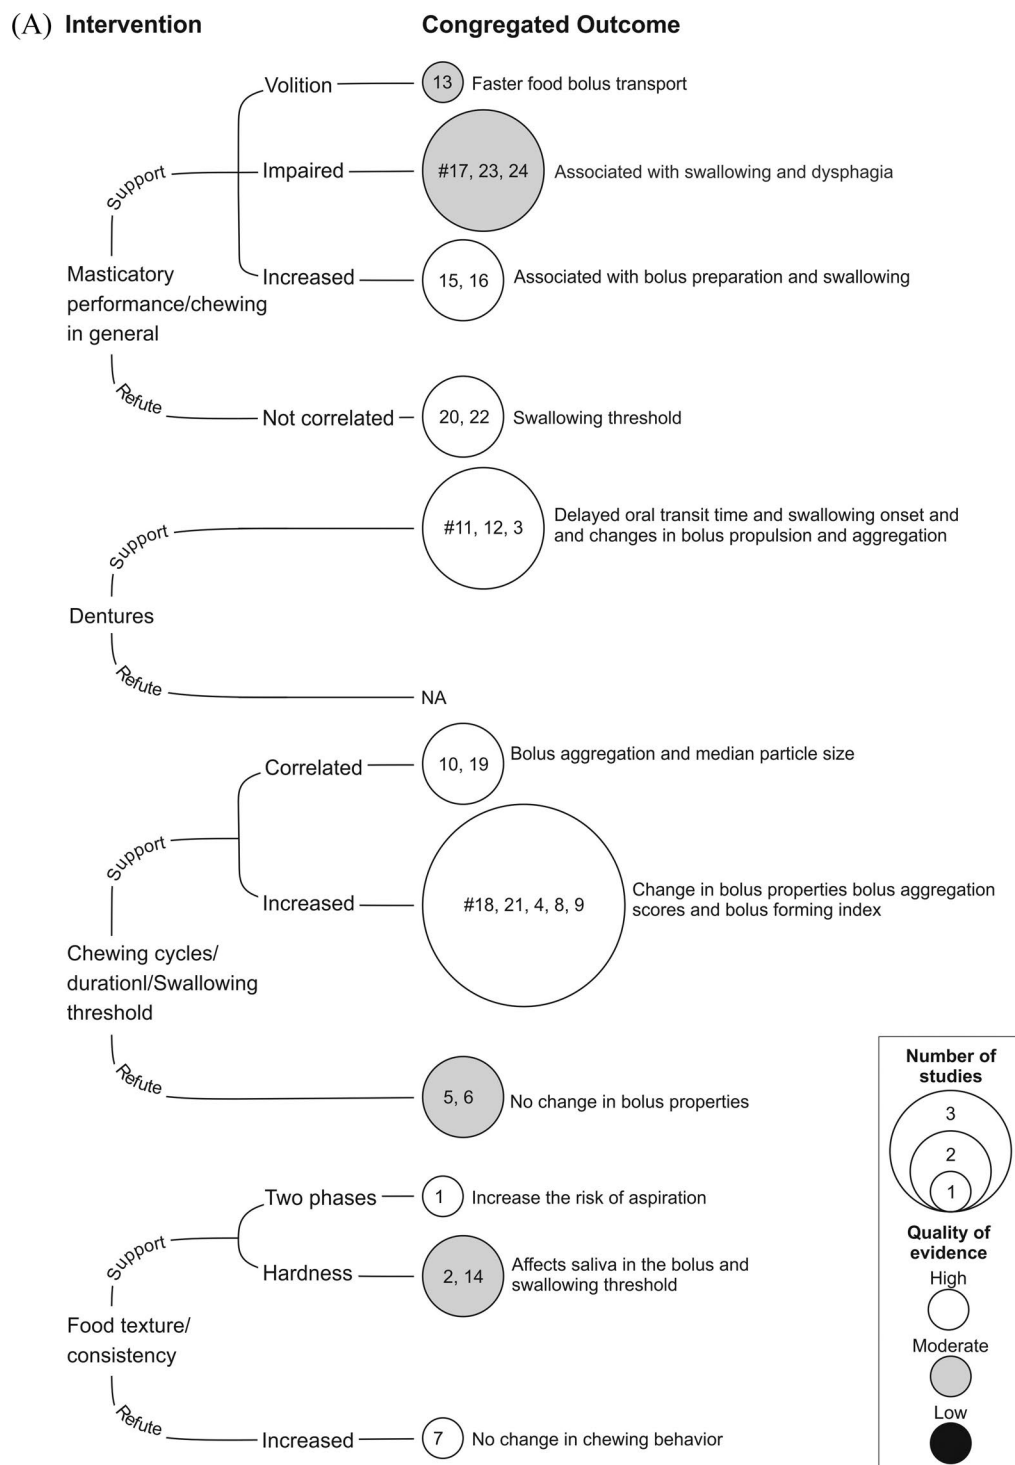 (A) Intervention Congregated Outcome
Volition 13 Faster food bolus transport
Support
Impaired #17, 23, 24 Associated with swallowing and dysphagia
Increased 15, 16 Associated with bolus preparation and swallowing
Masticatory
performance/chewing
in general
Refute
Not correlated 20, 22 Swallowing threshold
Support
#11, 12, 3
Delayed oral transit time and swallowing onset and
and changes in bolus propulsion and aggregation
Dentures
Refute
NA
Correlated 10, 19 Bolus aggregation and median particle size
Support
Increased #18, 21, 4, 8, 9
Change in bolus properties bolus aggregation
scores and bolus forming index
Chewing cycles/
durationl/Swallowing
threshold
Refute
5, 6 No change in bolus properties
Two phases 1 Increase the risk of aspiration
Support
Hardness 2, 14
Affects saliva in the bolus and
swallowing threshold
Food texture/
consistency
Refute
Increased 7 No change in chewing behavior
Number of
studies
3
2
1
Quality of
evidence
High
Moderate
Low